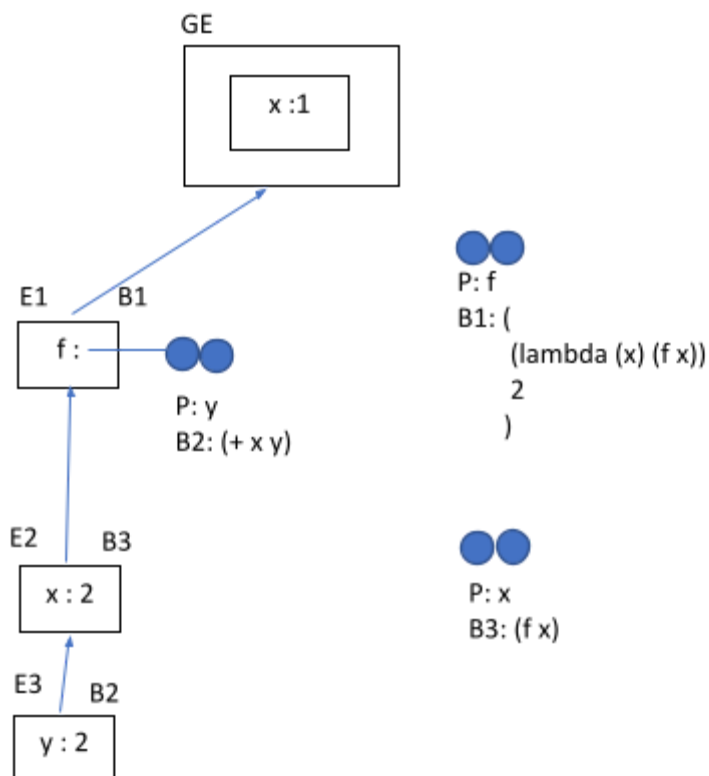 GE
x :1
E1 B1
f :
P: y
B2: (+ x y)
P: f
B1: (
(lambda (x) (f x))
2
)
E2 B3
x : 2
P: x
B3: (f x)
E3 B2
y : 2